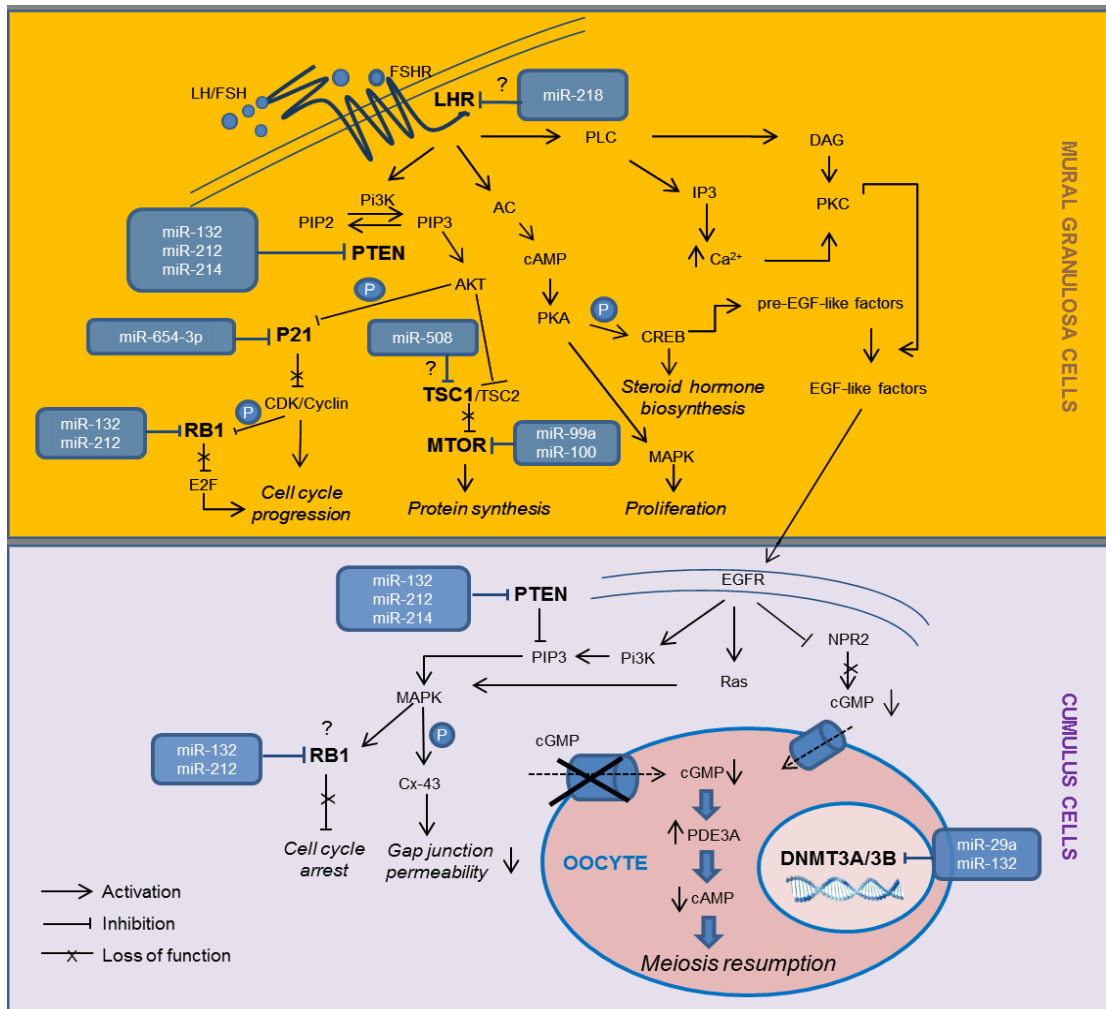 FSHR
LH/FSH
?
LHR
miR-218
PLC
DAG
Pi3K
PIP2
PIP3
AC
IP3
PKC
miR-132
miR-212
miR-214
PTEN
cAMP
Ca2+
P
AKT
pre-EGF-like factors
PKA
P
CREB
miR-654-3p
P21
miR-508
?
Steroid hormone
biosynthesis
EGF-like factors
TSC1/TSC2
CDK/Cyclin
P
miR-132
miR-212
RB1
MTOR
miR-99a
miR-100
MAPK
E2F
Cell cycle
progression
Protein synthesis
Proliferation
MURAL GRANULOSA CELLS
EGFR
miR-132
miR-212
miR-214
PTEN
NPR2
PIP3
Pi3K
Ras
MAPK
cGMP
?
P
miR-132
miR-212
RB1
cGMP
cGMP
Cx-43
PDE3A
OOCYTE
DNMT3A/3B
miR-29a
miR-132
Cell cycle
arrest
Gap junction
permeability
cAMP
Meiosis resumption
CUMULUS CELLS
Activation
Inhibition
X
Loss of function